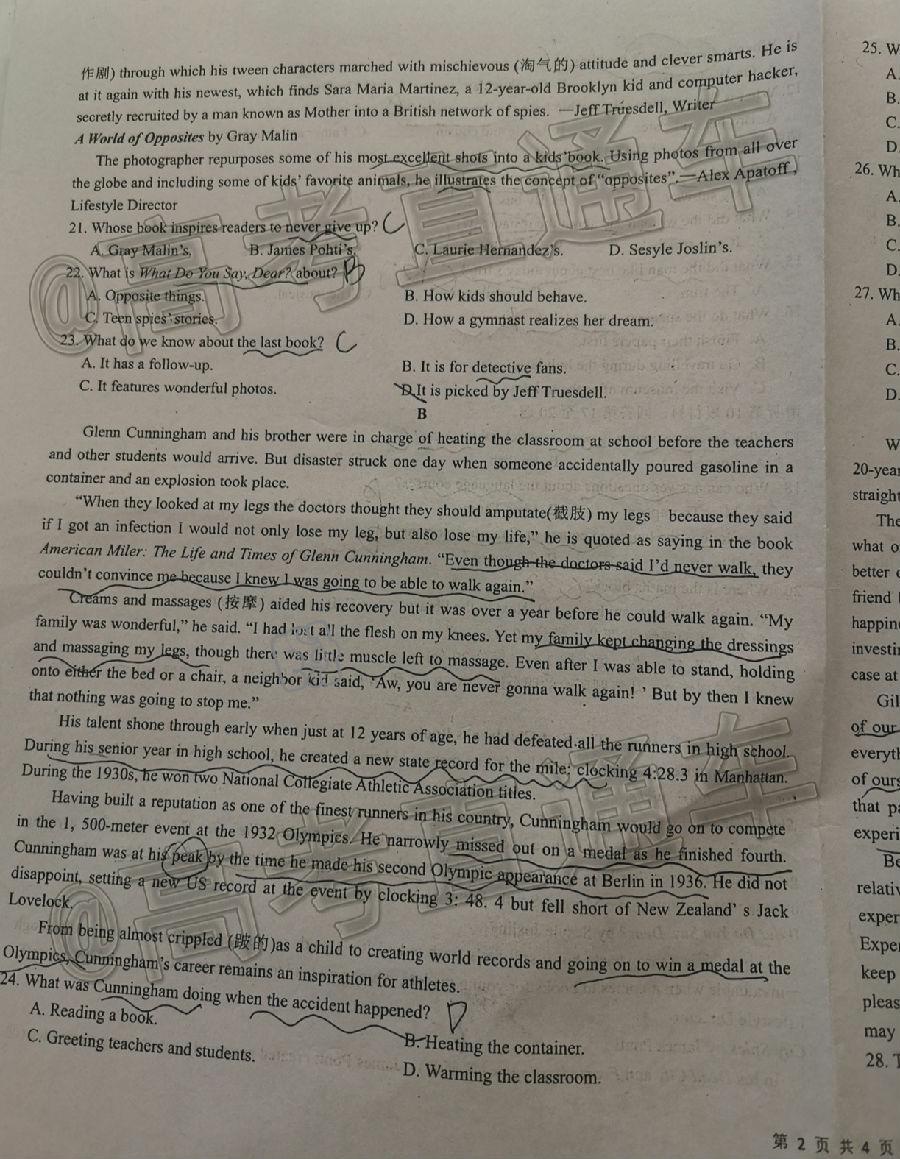 作剧) through which his tween characters marched with mischievous (淘气的) attitude and clever smarts. He is
at it again with his newest, which finds Sara Maria Martinez, a 12-year-old Brooklyn kid and computer hacker,
secretly recruited by a man known as Mother into a British network of spies. —Jeff Truesdell, Writer
A World of Opposites by Gray Malin
The photographer repurposes some of his most excellent shots into a kids'book. Using photos from all over
the globe and including some of kids' favorite animals, he illustrates the concept of "opposites".—Alex Apatoff,
Lifestyle Director
21. Whose book inspires readers to never give up? C
A. Gray Malin's. B. James Pohti's. C. Laurie Hernandez's. D. Sesyle Joslin's.
22. What is What Do You Say, Dear? about? B
A. Opposite things. B. How kids should behave.
C. Teen spies' stories. D. How a gymnast realizes her dream.
23. What do we know about the last book? C
A. It has a follow-up. B. It is for detective fans.
C. It features wonderful photos. D. It is picked by Jeff Truesdell.
B
Glenn Cunningham and his brother were in charge of heating the classroom at school before the teachers
and other students would arrive. But disaster struck one day when someone accidentally poured gasoline in a
container and an explosion took place.
"When they looked at my legs the doctors thought they should amputate(截肢) my legs because they said
if I got an infection I would not only lose my leg, but also lose my life," he is quoted as saying in the book
American Miler: The Life and Times of Glenn Cunningham. "Even though the doctors said I'd never walk, they
couldn't convince me because I knew I was going to be able to walk again."
Creams and massages (按摩) aided his recovery but it was over a year before he could walk again. "My
family was wonderful," he said. "I had lost all the flesh on my knees. Yet my family kept changing the dressings
and massaging my legs, though there was little muscle left to massage. Even after I was able to stand, holding
onto either the bed or a chair, a neighbor kid said, 'Aw, you are never gonna walk again! ' But by then I knew
that nothing was going to stop me."
His talent shone through early when just at 12 years of age, he had defeated all the runners in high school.
During his senior year in high school, he created a new state record for the mile; clocking 4:28.3 in Manhattan.
During the 1930s, he won two National Collegiate Athletic Association titles.
Having built a reputation as one of the finest runners in his country, Cunningham would go on to compete
in the 1, 500-meter event at the 1932 Olympics. He narrowly missed out on a medal as he finished fourth.
Cunningham was at his peak by the time he made his second Olympic appearance at Berlin in 1936. He did not
disappoint, setting a new US record at the event by clocking 3: 48. 4 but fell short of New Zealand' s Jack
Lovelock.
From being almost crippled (跛的)as a child to creating world records and going on to win a medal at the
Olympics, Cunningham's career remains an inspiration for athletes.
24. What was Cunningham doing when the accident happened? D
A. Reading a book. B. Heating the container.
C. Greeting teachers and students. D. Warming the classroom.
第 2 页 共 4 页
@高考直通车
@高考直通车
25. W
A.
B.
C.
D.
26. Wh
A.
B.
C.
D.
27. Wh
A.
B.
C.
D.
W
20-year
straight
The
what o
better
friend
happin
investi
case at
Gil
of our
everyth
of ours
that p
experi
Be
relativ
exper
Expe
keep
pleas
may
28. T